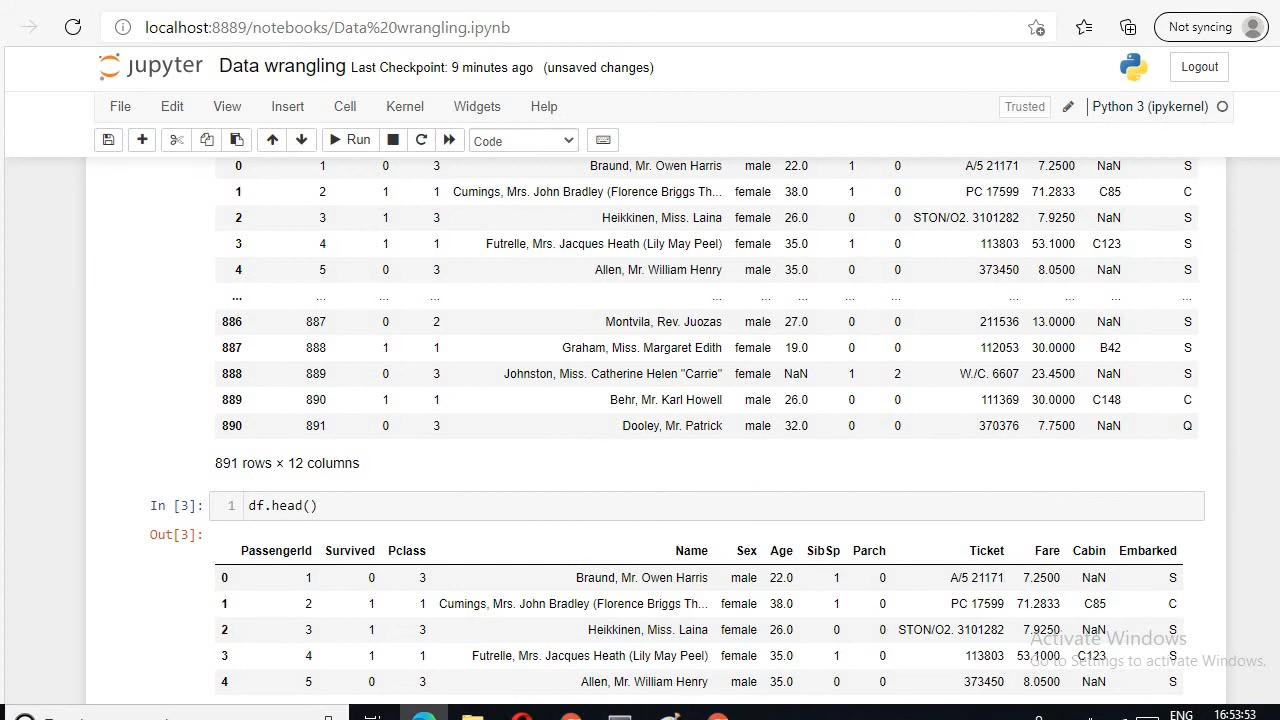 localhost:8889/notebooks/Data%20wrangling.ipynb Not syncing
jupyter Data wrangling Last Checkpoint: 9 minutes ago (unsaved changes) Logout
File Edit View Insert Cell Kernel Widgets Help Trusted Python 3 (ipykernel)
Run Code
0 1 0 3 Braund, Mr. Owen Harris male 22.0 1 0 A/5 21171 7.2500 NaN S
1 2 1 1 Cumings, Mrs. John Bradley (Florence Briggs Th... female 38.0 1 0 PC 17599 71.2833 C85 C
2 3 1 3 Heikkinen, Miss. Laina female 26.0 0 0 STON/O2. 3101282 7.9250 NaN S
3 4 1 1 Futrelle, Mrs. Jacques Heath (Lily May Peel) female 35.0 1 0 113803 53.1000 C123 S
4 5 0 3 Allen, Mr. William Henry male 35.0 0 0 373450 8.0500 NaN S
... ... ... ... ... ... ... ... ... ... ... ... ...
886 887 0 2 Montvila, Rev. Juozas male 27.0 0 0 211536 13.0000 NaN S
887 888 1 1 Graham, Miss. Margaret Edith female 19.0 0 0 112053 30.0000 B42 S
888 889 0 3 Johnston, Miss. Catherine Helen "Carrie" female NaN 1 2 W./C. 6607 23.4500 NaN S
889 890 1 1 Behr, Mr. Karl Howell male 26.0 0 0 111369 30.0000 C148 C
890 891 0 3 Dooley, Mr. Patrick male 32.0 0 0 370376 7.7500 NaN Q
891 rows × 12 columns
In [3]: 1 df.head()
Out[3]:
PassengerId Survived Pclass Name Sex Age SibSp Parch Ticket Fare Cabin Embarked
0 1 0 3 Braund, Mr. Owen Harris male 22.0 1 0 A/5 21171 7.2500 NaN S
1 2 1 1 Cumings, Mrs. John Bradley (Florence Briggs Th... female 38.0 1 0 PC 17599 71.2833 C85 C
2 3 1 3 Heikkinen, Miss. Laina female 26.0 0 0 STON/O2. 3101282 7.9250 NaN S
Activate Windows
3 4 1 1 Futrelle, Mrs. Jacques Heath (Lily May Peel) female 35.0 1 0 113803 53.1000 C123 S
Go to Settings to activate Windows.
4 5 0 3 Allen, Mr. William Henry male 35.0 0 0 373450 8.0500 NaN S
ENG 16:53:53